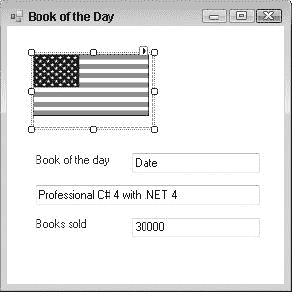 Book of the Day
Book of the day Date
Professional C# 4 with .NET 4
Books sold 30000